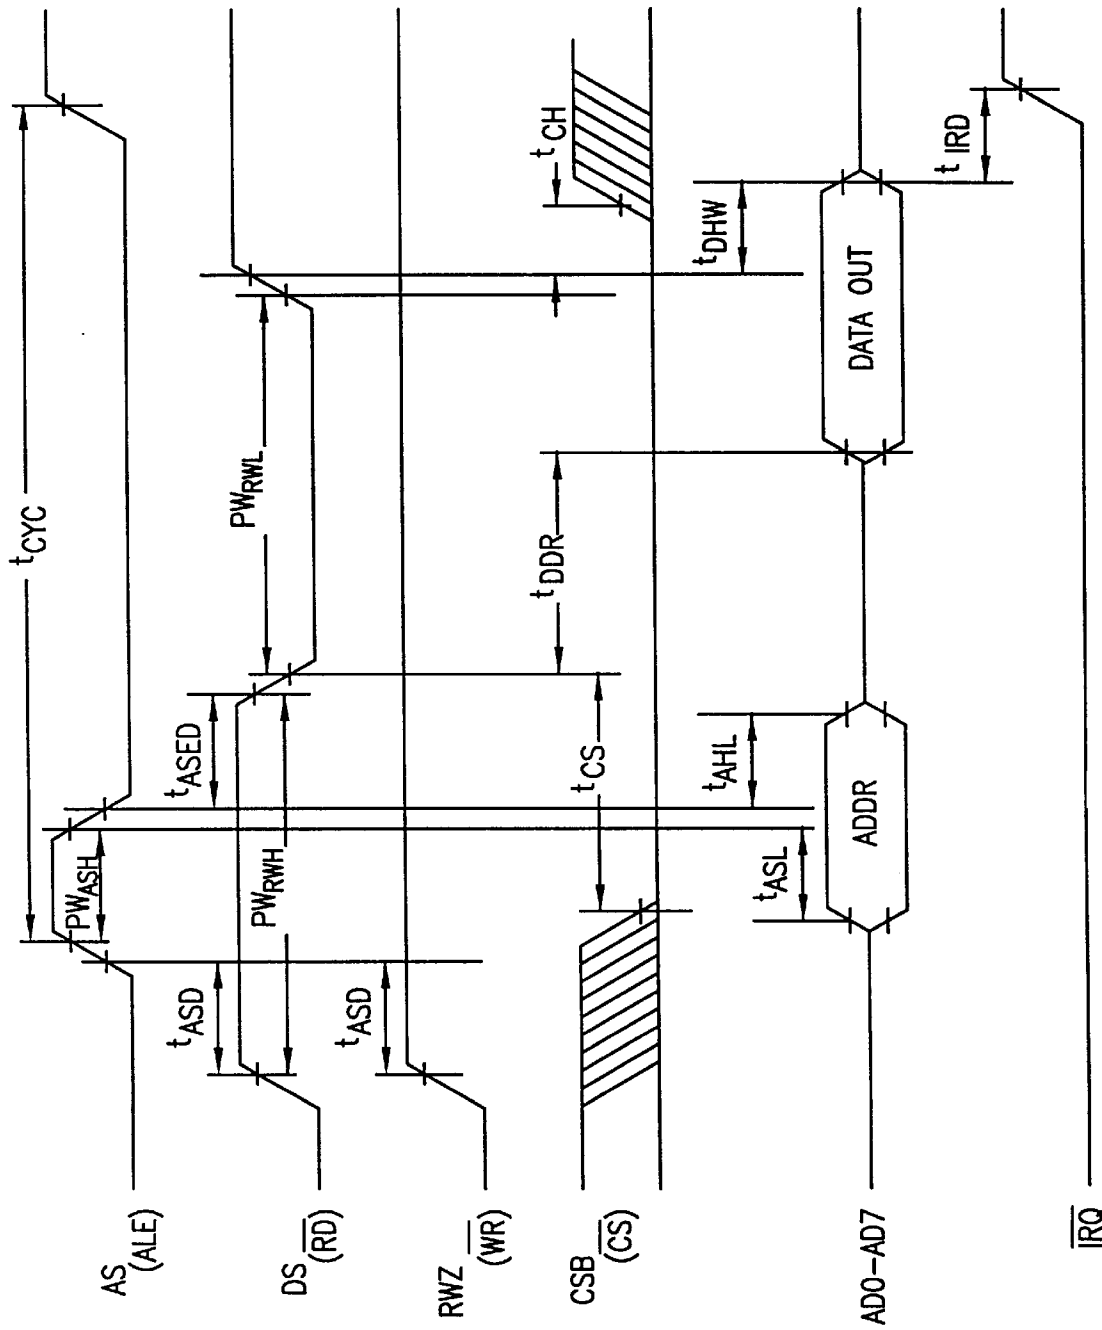 AS
(ALE)
t CYC
PWASH
DS
(RD)
tASD
tASED
PWRWH
PWRWL
RWZ
(WR)
tASD
CSB
(CS)
tCS
tDDR
tCH
AD0-AD7
tASL
tAHL
ADDR
tDHW
DATA OUT
IRQ
tIRD